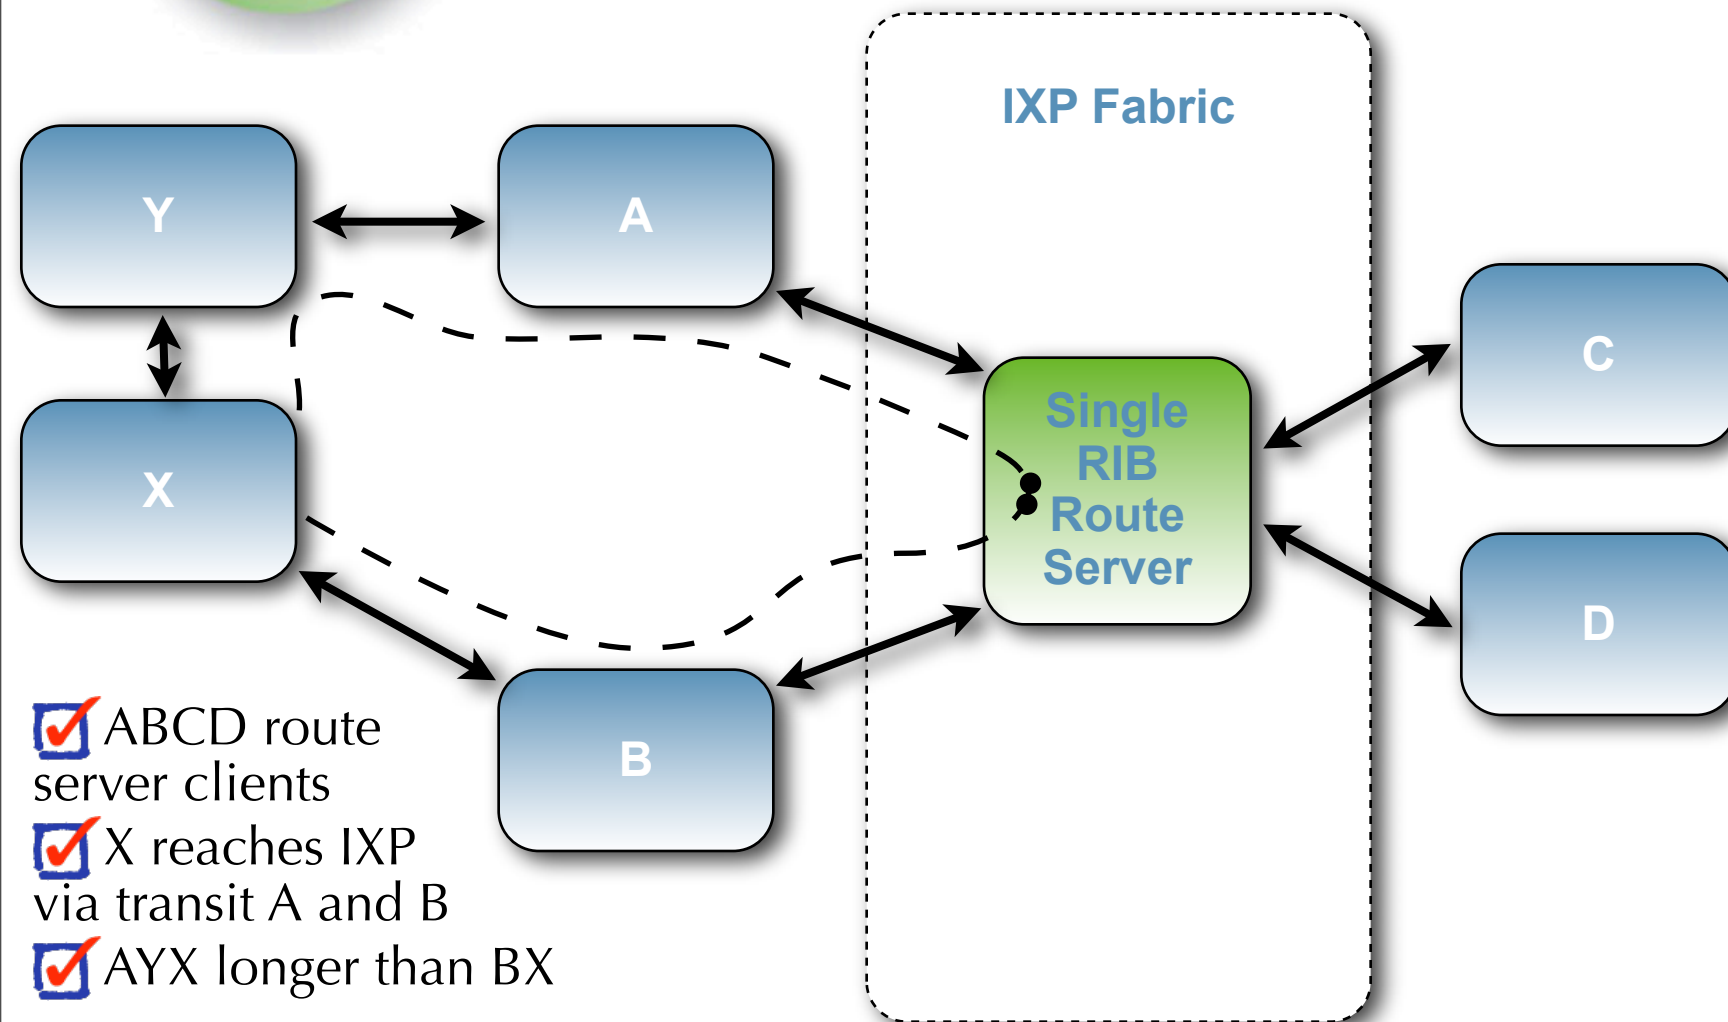 IXP Fabric
Y
A
C
X
Single
RIB
Route
Server
D
B
ABCD route
server clients
X reaches IXP
via transit A and B
AYX longer than BX